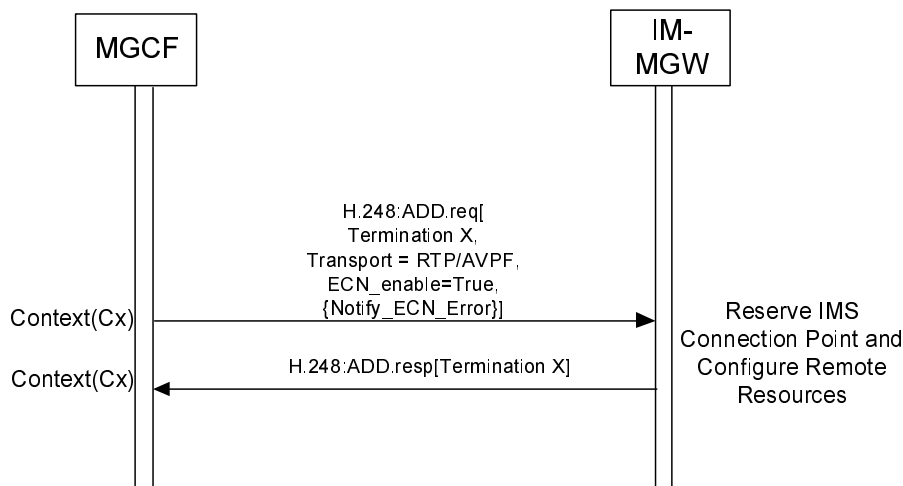 MGCF
IM-
MGW
H.248:ADD.req[
Termination X,
Transport = RTP/AVPF,
ECN_enable=True,
{Notify_ECN_Error}]
Context(Cx)
Reserve IMS
Connection Point and
Configure Remote
Resources
H.248:ADD.resp[Termination X]
Context(Cx)